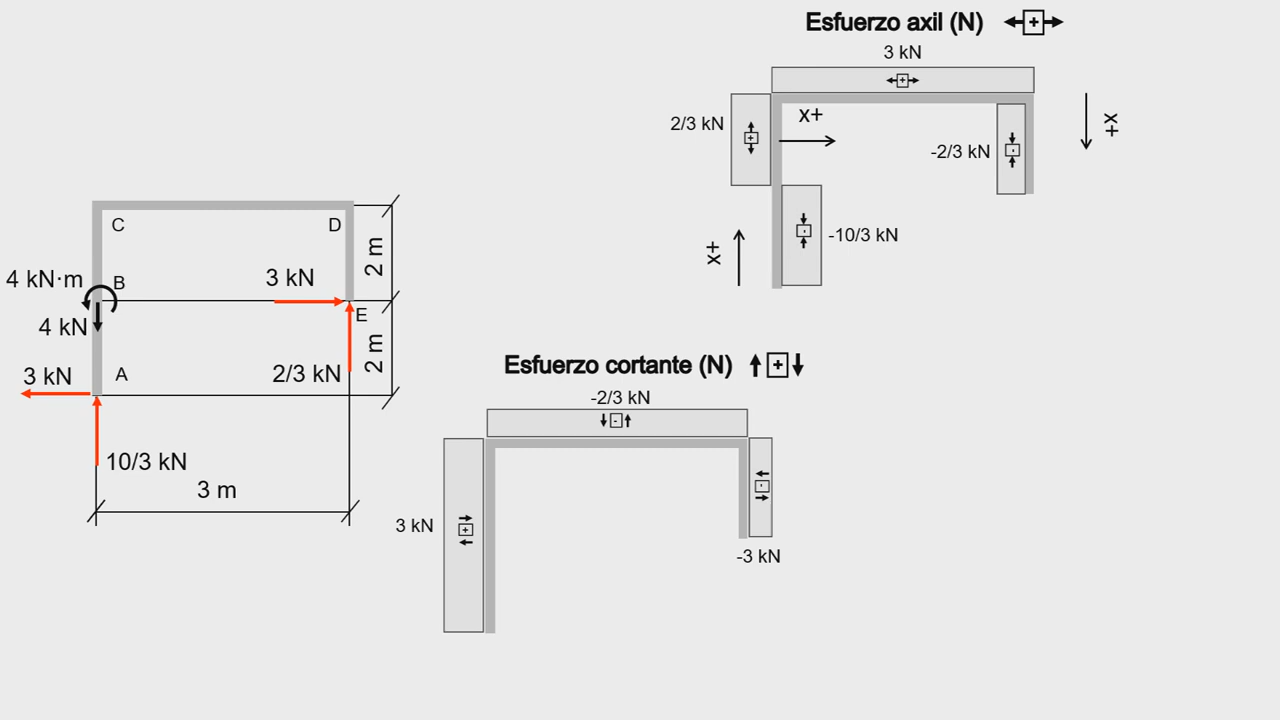 Esfuerzo axil (N)
+
3 kN
+
2/3 kN
+
x+
-2/3 kN
-
x+
-10/3 kN
-
x+
C
D
2 m
4 kN·m
B
3 kN
4 kN
E
2 m
3 kN
A
2/3 kN
10/3 kN
3 m
Esfuerzo cortante (N)
+
-2/3 kN
-
3 kN
+
-
-3 kN